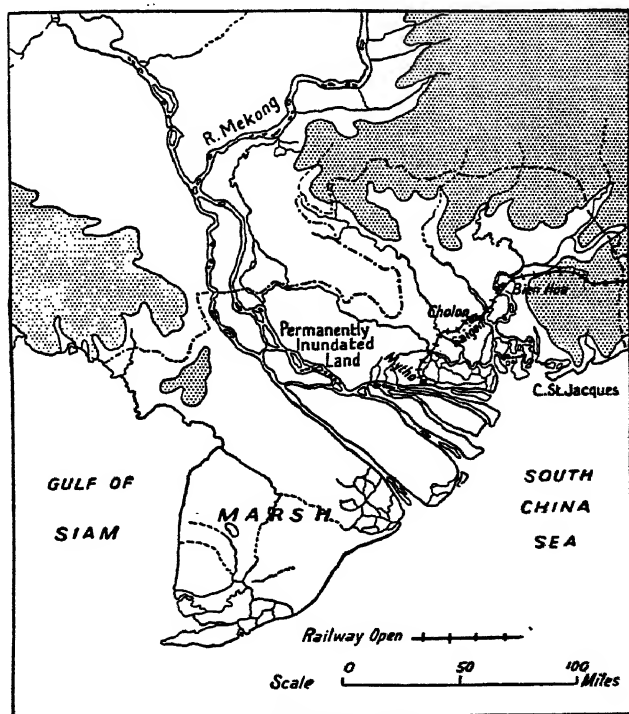 R. Mekong
Bien Hoa
Cholon
Saigon
Permanently
Inundated
Land
Mytho
C. St. Jacques
GULF OF
SIAM
MARSH
SOUTH
CHINA
SEA
Railway Open
Scale
0 50 100
Miles